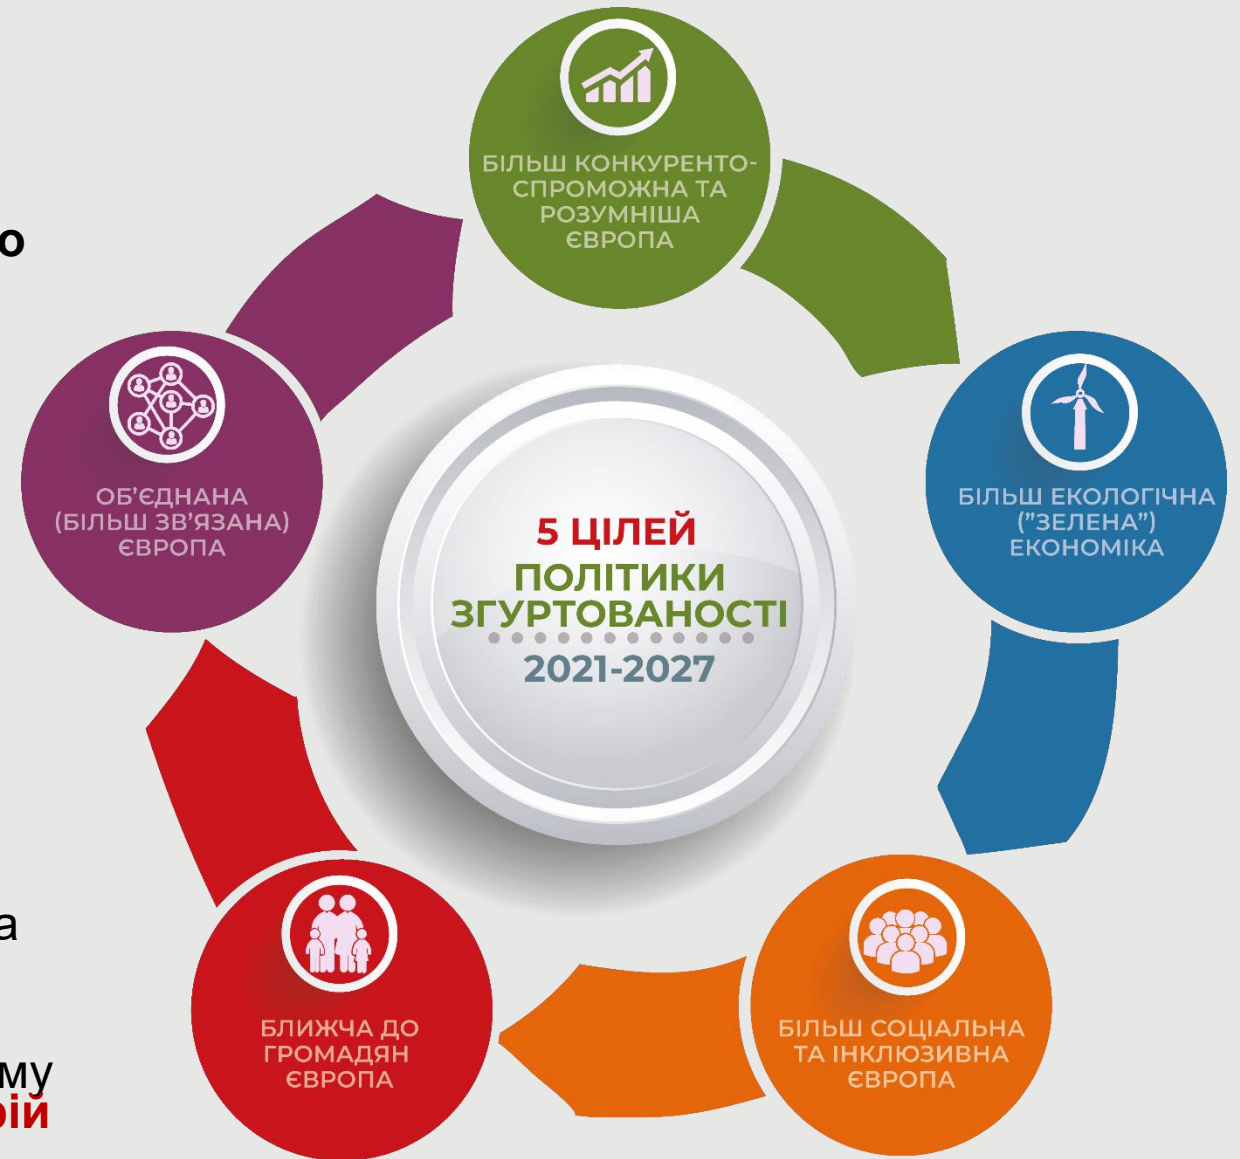 БІЛЬШ КОНКУРЕНТО-
СПРОМОЖНА ТА
РОЗУМНІША
ЄВРОПА
БІЛЬШ ЕКОЛОГІЧНА
("ЗЕЛЕНА")
ЕКОНОМІКА
БІЛЬШ СОЦІАЛЬНА
ТА ІНКЛЮЗИВНА
ЄВРОПА
БЛИЖЧА ДО
ГРОМАДЯН
ЄВРОПА
ОБ'ЄДНАНА
(БІЛЬШ ЗВ'ЯЗАНА)
ЄВРОПА
5 ЦІЛЕЙ
ПОЛІТИКИ
ЗГУРТОВАНОСТІ
2021-2027